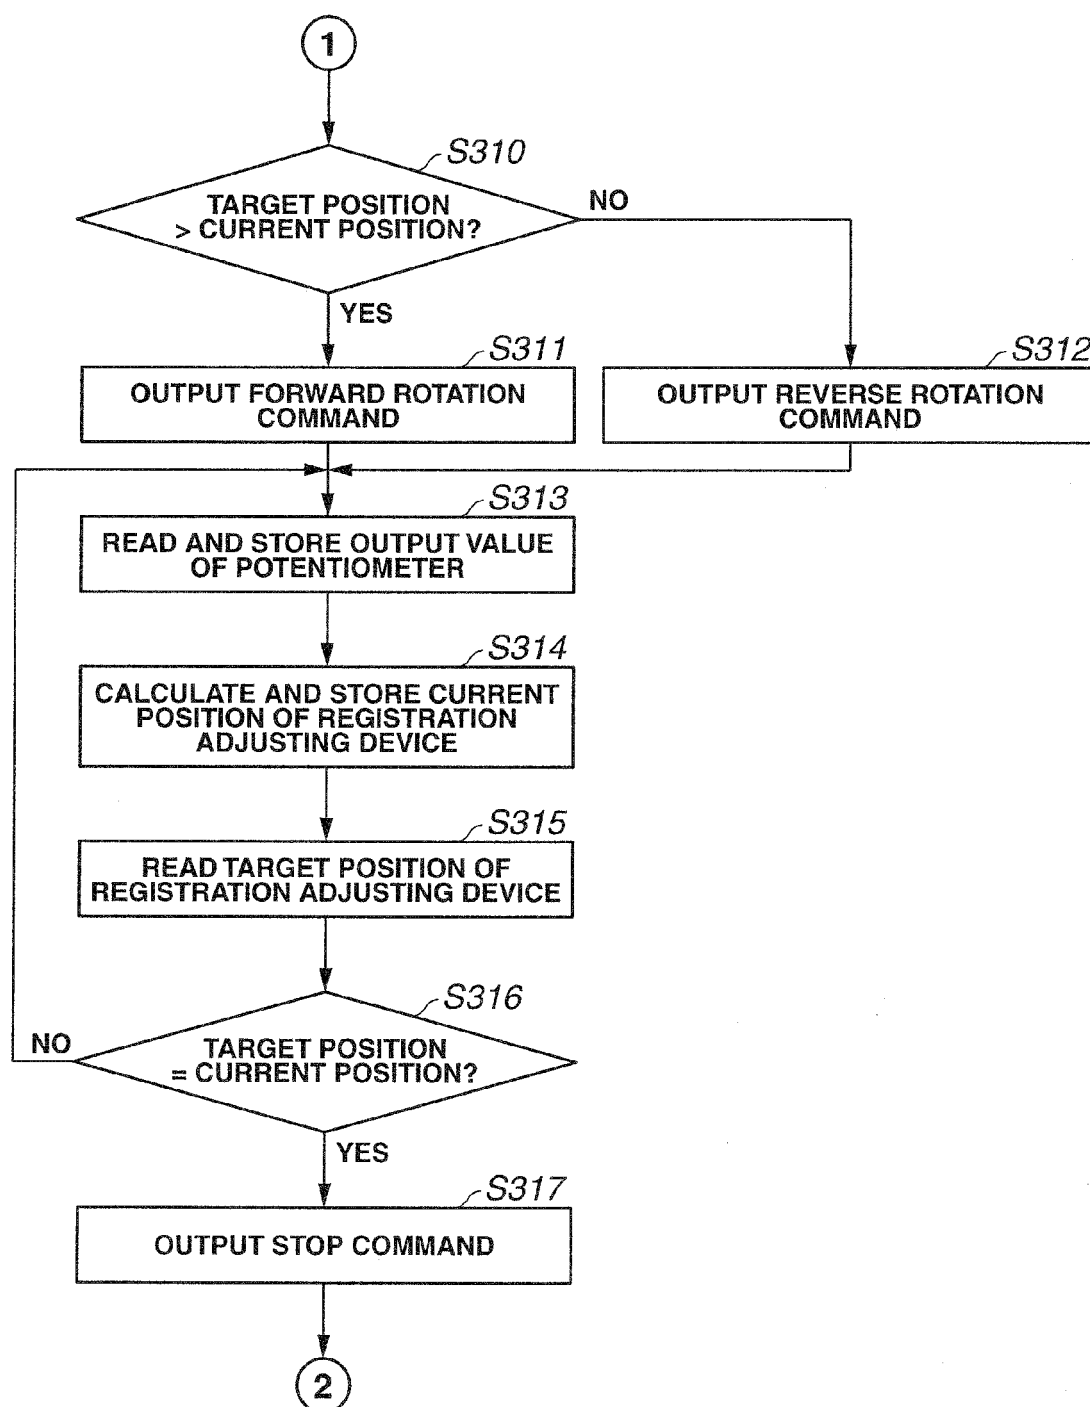 1
S310
TARGET POSITION
> CURRENT POSITION?
NO
YES
S311
OUTPUT FORWARD ROTATION
COMMAND
S312
OUTPUT REVERSE ROTATION
COMMAND
S313
READ AND STORE OUTPUT VALUE
OF POTENTIOMETER
S314
CALCULATE AND STORE CURRENT
POSITION OF REGISTRATION
ADJUSTING DEVICE
S315
READ TARGET POSITION OF
REGISTRATION ADJUSTING DEVICE
S316
TARGET POSITION
= CURRENT POSITION?
NO
YES
S317
OUTPUT STOP COMMAND
2